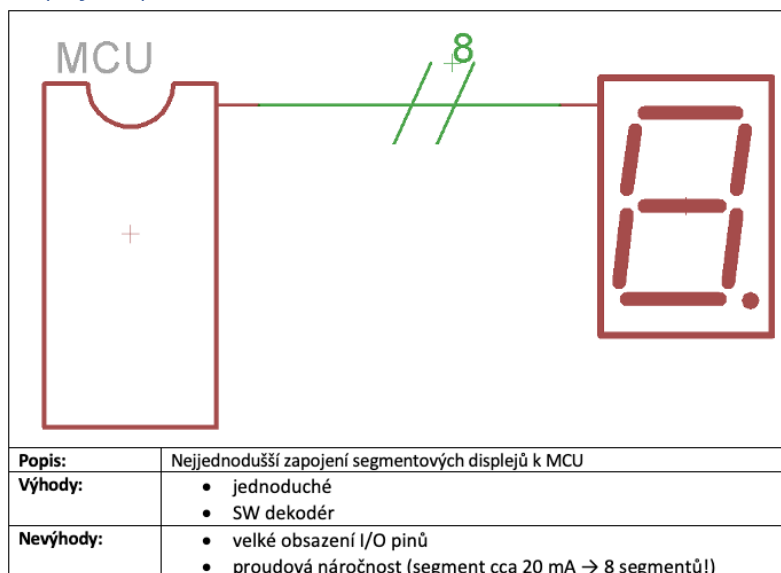 8
MCU
Popis:
Nejjednodušší zapojení segmentových displejů k MCU
Výhody:
• jednoduché
• SW dekodér
Nevýhody:
• velké obsazení I/O pinů
• proudová náročnost (segment cca 20 mA → 8 segmentů!)